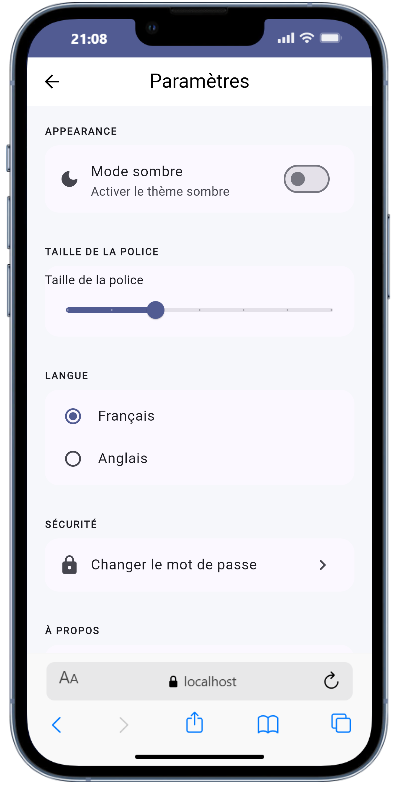 21:08
Paramètres
APPEARANCE
Mode sombre
Activer le thème sombre
TAILLE DE LA POLICE
Taille de la police
LANGUE
Français
Anglais
SÉCURITÉ
Changer le mot de passe
À PROPOS
AA localhost